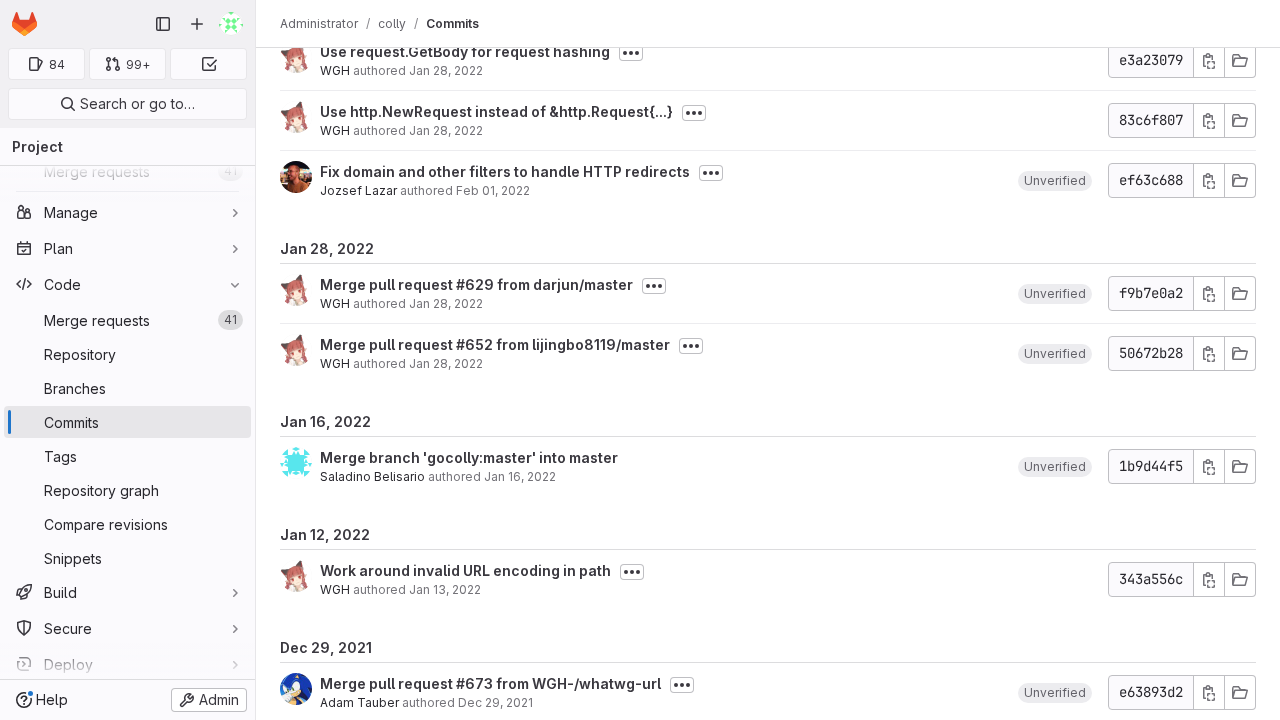 Administrator / colly / Commits
84
99+
Search or go to…
Project
Merge requests 41
Manage
Plan
Code
Merge requests 41
Repository
Branches
Commits
Tags
Repository graph
Compare revisions
Snippets
Build
Secure
Deploy
Help
Admin
Use request.GetBody for request hashing
WGH authored Jan 28, 2022
e3a23079
Use http.NewRequest instead of &http.Request{...}
WGH authored Jan 28, 2022
83c6f807
Fix domain and other filters to handle HTTP redirects
Jozsef Lazar authored Feb 01, 2022
Unverified
ef63c688
Jan 28, 2022
Merge pull request #629 from darjun/master
WGH authored Jan 28, 2022
Unverified
f9b7e0a2
Merge pull request #652 from lijingbo8119/master
WGH authored Jan 28, 2022
Unverified
50672b28
Jan 16, 2022
Merge branch 'gocolly:master' into master
Saladino Belisario authored Jan 16, 2022
Unverified
1b9d44f5
Jan 12, 2022
Work around invalid URL encoding in path
WGH authored Jan 13, 2022
343a556c
Dec 29, 2021
Merge pull request #673 from WGH-/whatwg-url
Adam Tauber authored Dec 29, 2021
Unverified
e63893d2